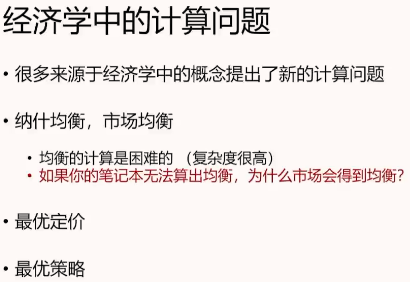 经济学中的计算问题
• 很多来源于经济学中的概念提出了新的计算问题
• 纳什均衡，市场均衡
• 均衡的计算是困难的 （复杂度很高）
• 如果你的笔记本无法算出均衡，为什么市场会得到均衡？
• 最优定价
• 最优策略